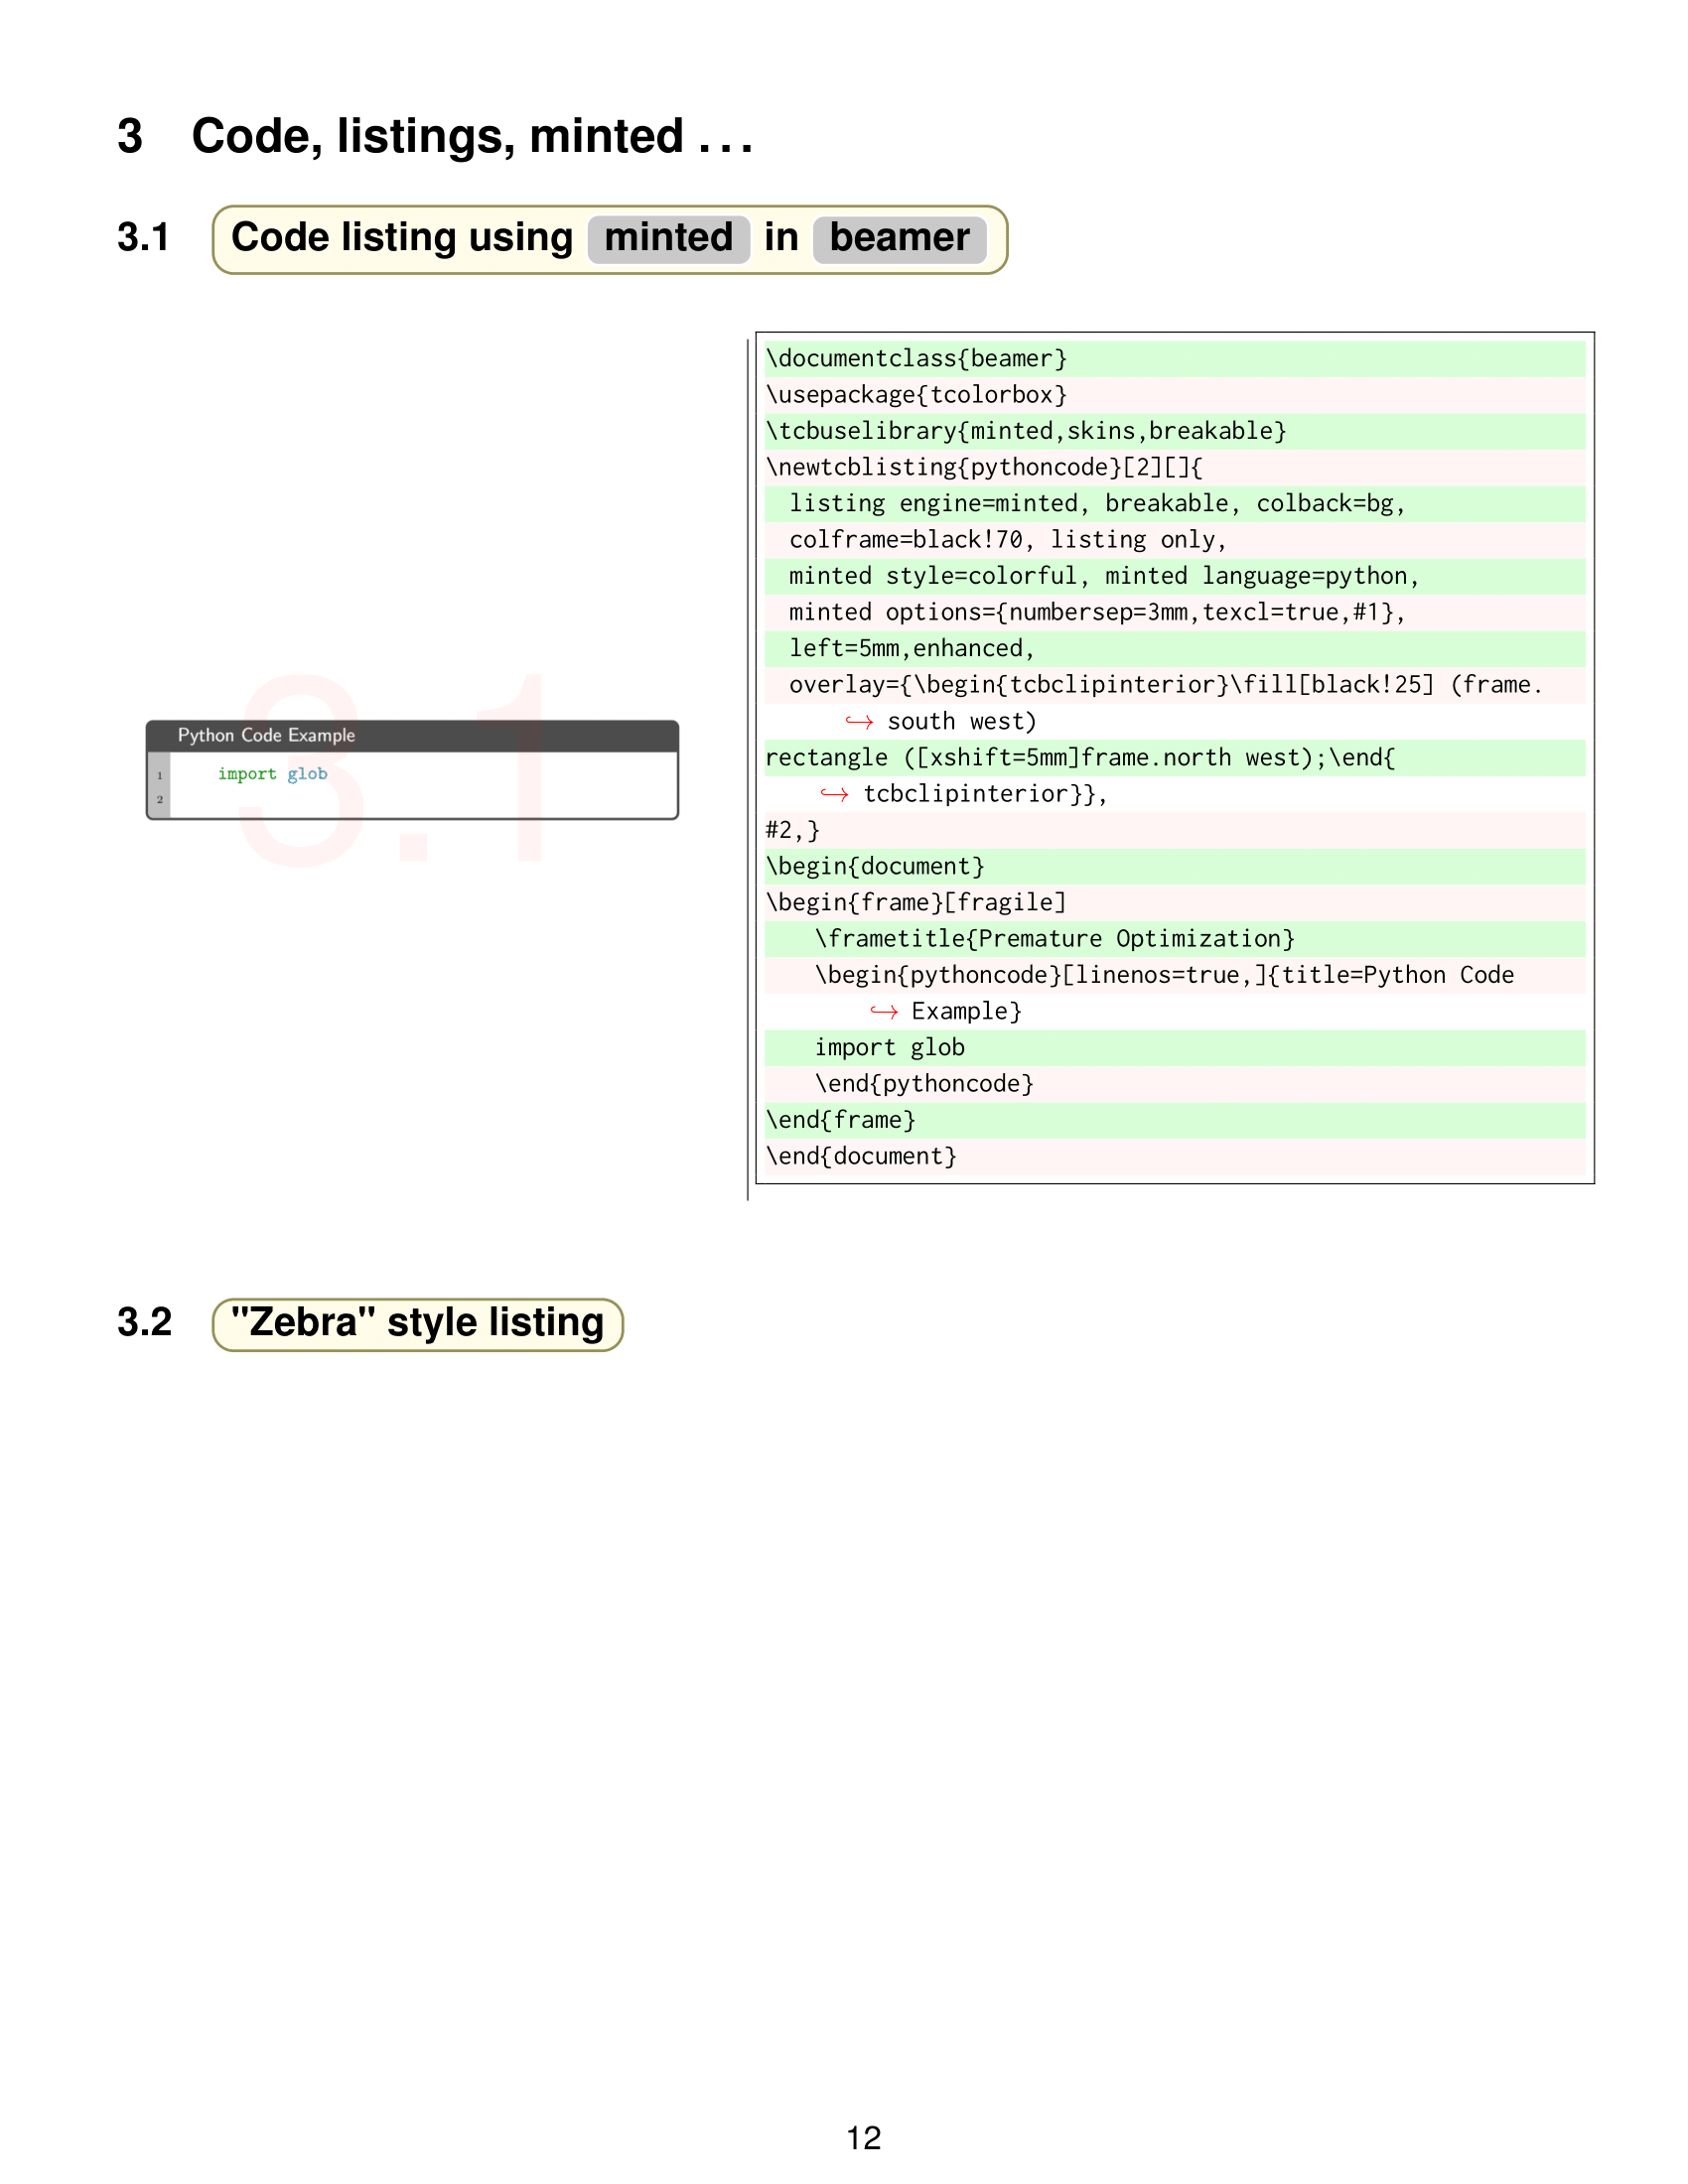 3 Code, listings, minted ...
3.1 Code listing using minted in beamer
3.1
Python Code Example
1 import glob
2
\documentclass{beamer}
\usepackage{tcolorbox}
\tcbuselibrary{minted,skins,breakable}
\newtcblisting{pythoncode}[2][]{
  listing engine=minted, breakable, colback=bg,
  colframe=black!70, listing only,
  minted style=colorful, minted language=python,
  minted options={numbersep=3mm,texcl=true,#1},
  left=5mm,enhanced,
  overlay={\begin{tcbclipinterior}\fill[black!25] (frame.
      ↪ south west)
rectangle ([xshift=5mm]frame.north west);\end{
    ↪ tcbclipinterior}},
#2,}
\begin{document}
\begin{frame}[fragile]
    \frametitle{Premature Optimization}
    \begin{pythoncode}[linenos=true,]{title=Python Code
        ↪ Example}
    import glob
    \end{pythoncode}
\end{frame}
\end{document}
3.2 "Zebra" style listing
12